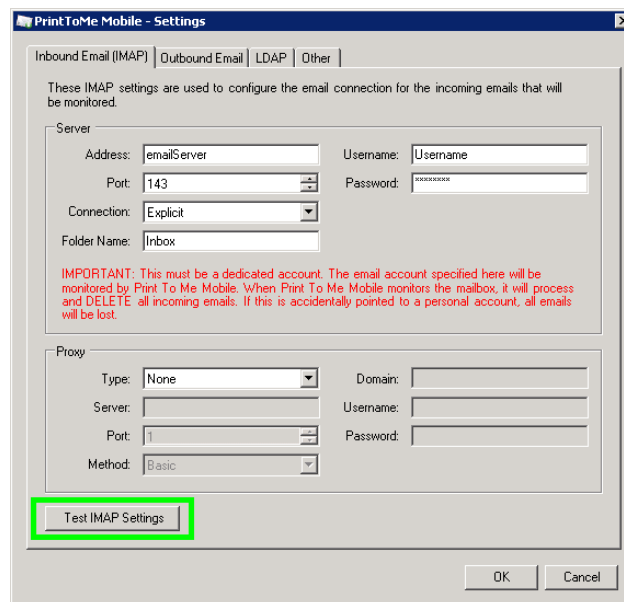 PrintToMe Mobile - Settings
Inbound Email (IMAP) Outbound Email LDAP Other
These IMAP settings are used to configure the email connection for the incoming emails that will
be monitored.
Server
Address: emailServer Username: Username
Port: 143 Password: ********
Connection: Explicit
Folder Name: Inbox
IMPORTANT: This must be a dedicated account. The email account specified here will be
monitored by Print To Me Mobile. When Print To Me Mobile monitors the mailbox, it will process
and DELETE all incoming emails. If this is accidentally pointed to a personal account, all emails
will be lost.
Proxy
Type: None Domain:
Server: Username:
Port: 1 Password:
Method: Basic
Test IMAP Settings
OK Cancel